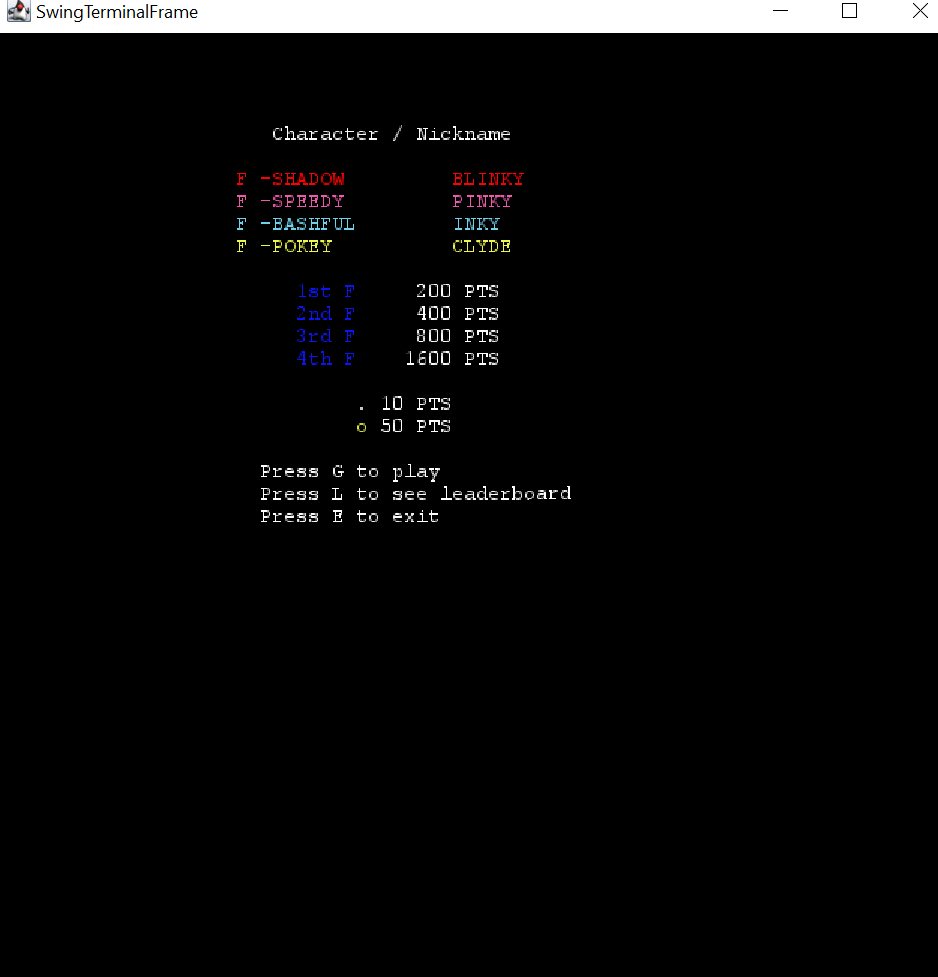 SwingTerminalFrame
Character / Nickname
F -SHADOW BLINKY
F -SPEEDY PINKY
F -BASHFUL INKY
F -POKEY CLYDE
1st F 200 PTS
2nd F 400 PTS
3rd F 800 PTS
4th F 1600 PTS
. 10 PTS
o 50 PTS
Press G to play
Press L to see leaderboard
Press E to exit